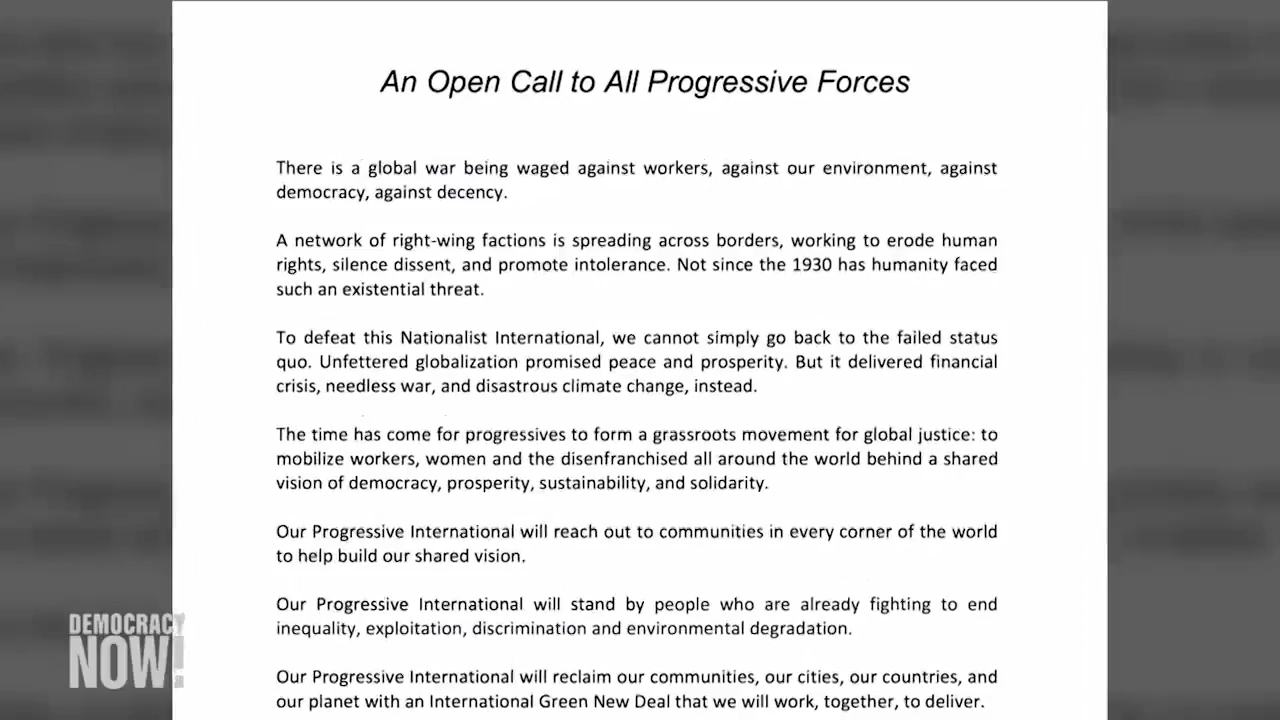 An Open Call to All Progressive Forces
There is a global war being waged against workers, against our environment, against
democracy, against decency.
A network of right-wing factions is spreading across borders, working to erode human
rights, silence dissent, and promote intolerance. Not since the 1930 has humanity faced
such an existential threat.
To defeat this Nationalist International, we cannot simply go back to the failed status
quo. Unfettered globalization promised peace and prosperity. But it delivered financial
crisis, needless war, and disastrous climate change, instead.
The time has come for progressives to form a grassroots movement for global justice: to
mobilize workers, women and the disenfranchised all around the world behind a shared
vision of democracy, prosperity, sustainability, and solidarity.
Our Progressive International will reach out to communities in every corner of the world
to help build our shared vision.
Our Progressive International will stand by people who are already fighting to end
inequality, exploitation, discrimination and environmental degradation.
Our Progressive International will reclaim our communities, our cities, our countries, and
our planet with an International Green New Deal that we will work, together, to deliver.
DEMOCRACY
NOW!